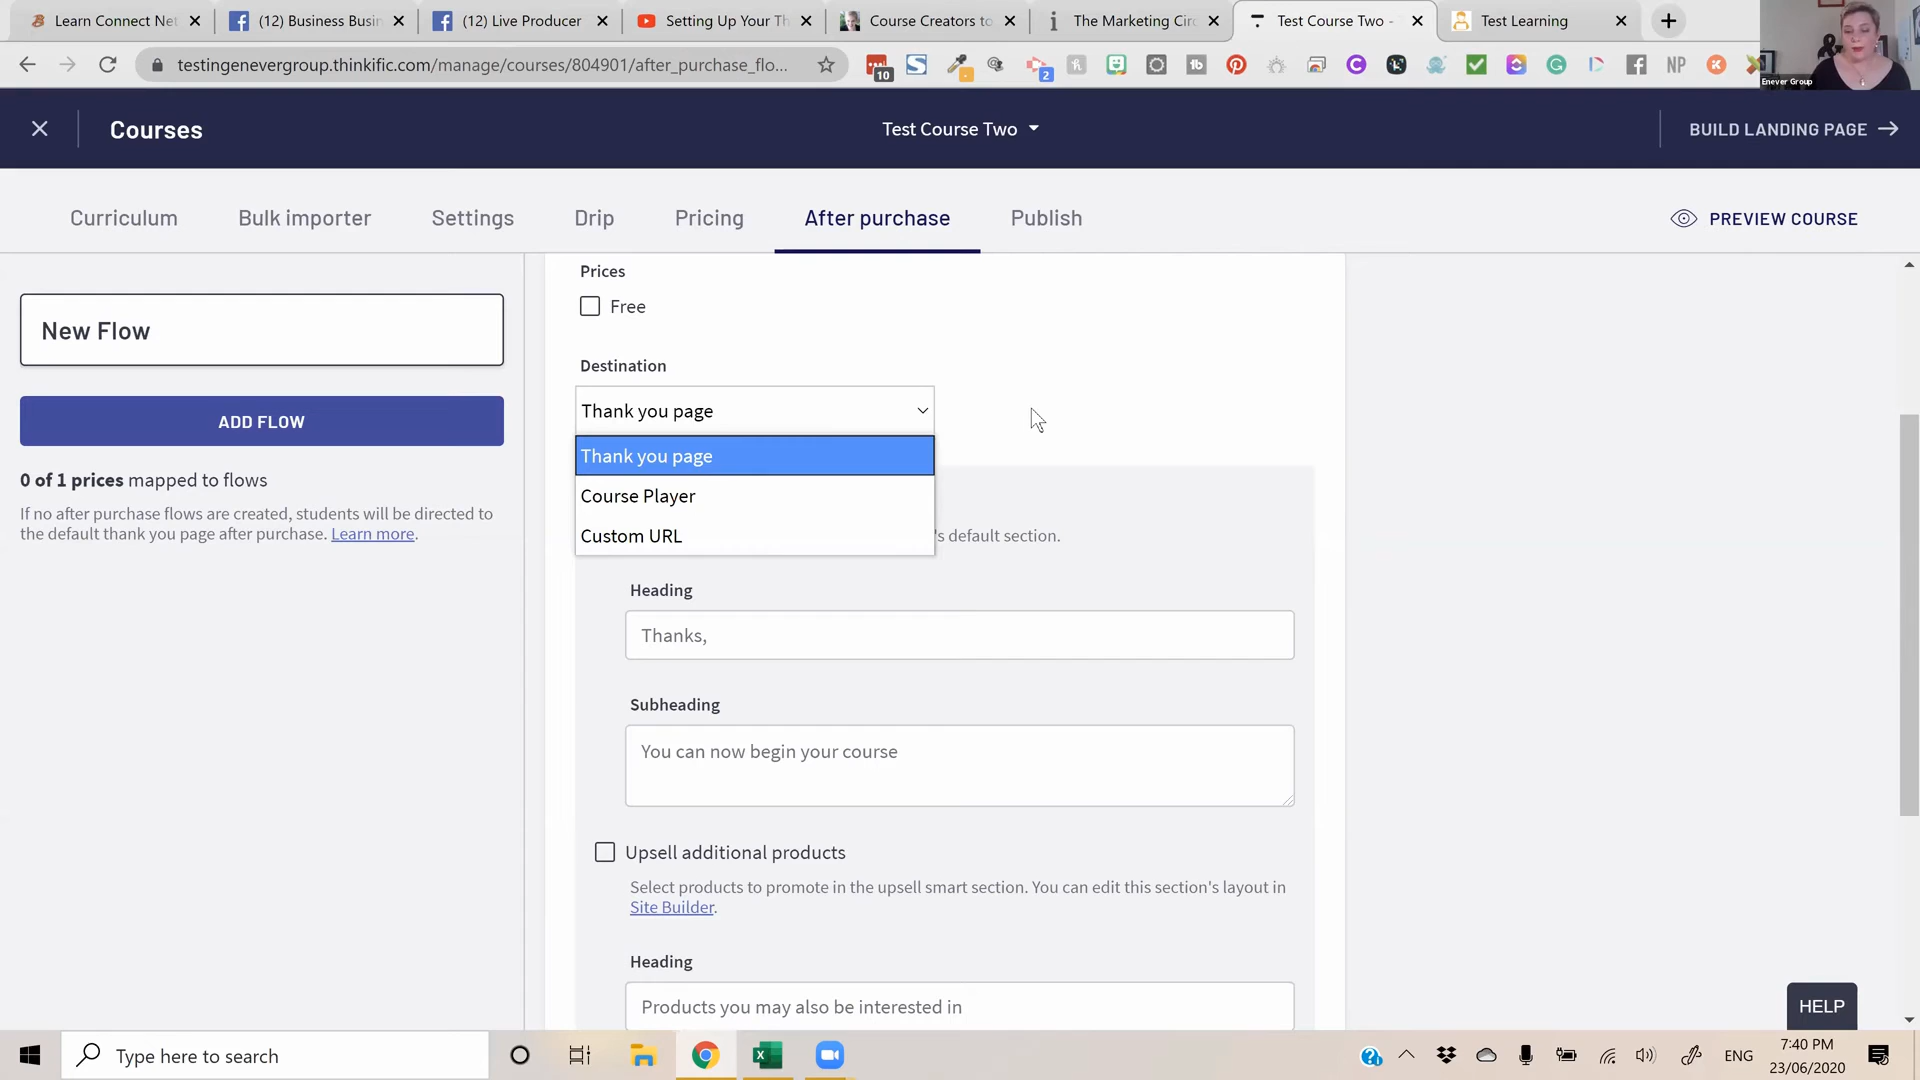 Learn Connect Net
(12) Business Busin
(12) Live Producer
Setting Up Your Th
Course Creators to
The Marketing Circ
Test Course Two -
Test Learning
testingenevergroup.thinkific.com/manage/courses/804901/after_purchase_flo...
10
2
NP
Enever Group
Courses
Test Course Two
BUILD LANDING PAGE
Curriculum
Bulk importer
Settings
Drip
Pricing
After purchase
Publish
PREVIEW COURSE
New Flow
ADD FLOW
0 of 1 prices mapped to flows
If no after purchase flows are created, students will be directed to
the default thank you page after purchase. Learn more.
Prices
Free
Destination
Thank you page
Thank you page
Course Player
Custom URL
's default section.
Heading
Thanks,
Subheading
You can now begin your course
Upsell additional products
Select products to promote in the upsell smart section. You can edit this section's layout in
Site Builder.
Heading
Products you may also be interested in
HELP
Type here to search
ENG
7:40 PM
23/06/2020